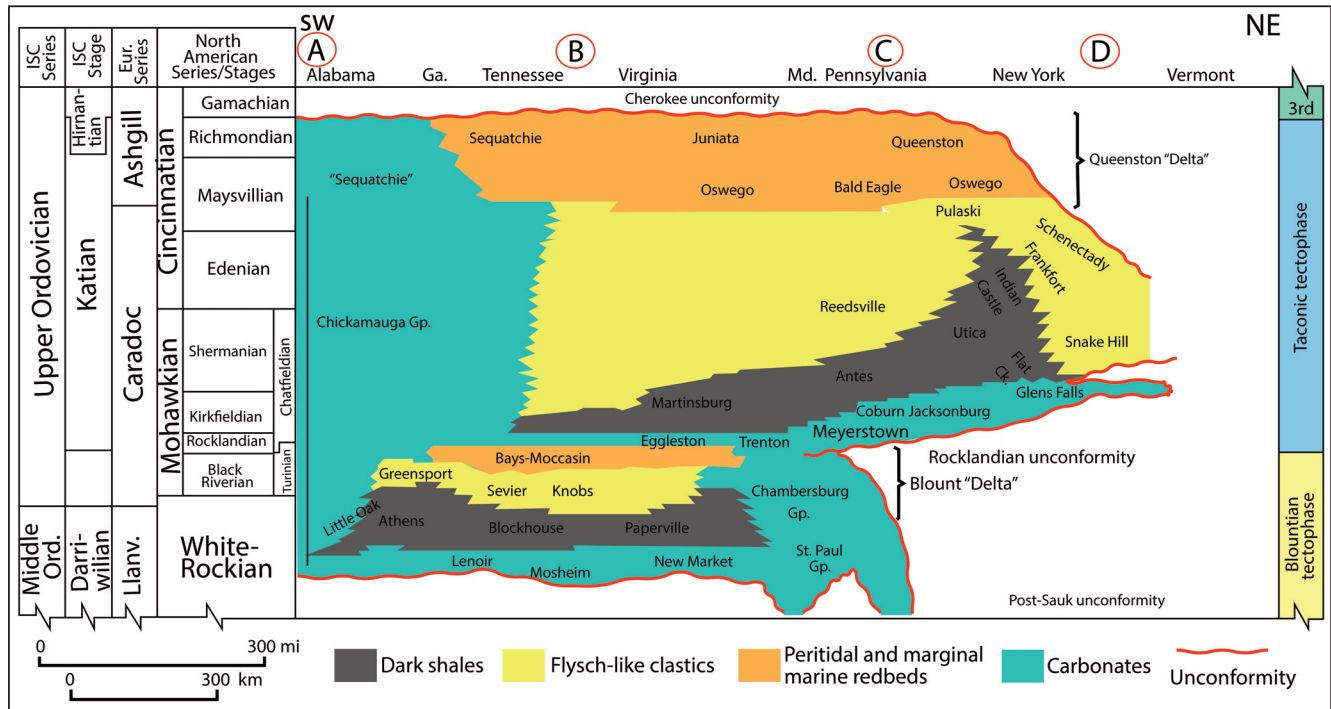 SW
NE
A
B
C
D
Alabama
Ga.
Tennessee
Virginia
Md.
Pennsylvania
New York
Vermont
ISC
Series
ISC
Stage
Eur.
Series
North
American
Series/Stages
Upper Ordovician
Middle
Ord.
Hirnan-
tian
Katian
Darri-
wilian
Ashgill
Caradoc
Llanv.
Cincinnatian
Mohawkian
White-
Rockian
Gamachian
Richmondian
Maysvillian
Edenian
Shermanian
Kirkfieldian
Rocklandian
Black
Riverian
Chatfieldian
Turinian
Cherokee unconformity
Sequatchie
Juniata
Queenston
"Sequatchie"
Oswego
Bald Eagle
Oswego
Queenston "Delta"
Pulaski
Schenectady
Frankfort
Indian
Castle
Reedsville
Chickamauga Gp.
Utica
Snake Hill
Flat
Ck.
Antes
Glens Falls
Martinsburg
Coburn Jacksonburg
Meyerstown
Eggleston
Trenton
Bays-Moccasin
Rocklandian unconformity
Blount "Delta"
Greensport
Sevier
Knobs
Chambersburg
Gp.
Little Oak
Athens
Blockhouse
Paperville
St. Paul
Gp.
Lenoir
Mosheim
New Market
Post-Sauk unconformity
3rd
Taconic tectophase
Blountian
tectophase
0
300 mi
0
300
km
Dark shales
Flysch-like clastics
Peritidal and marginal
marine redbeds
Carbonates
Unconformity